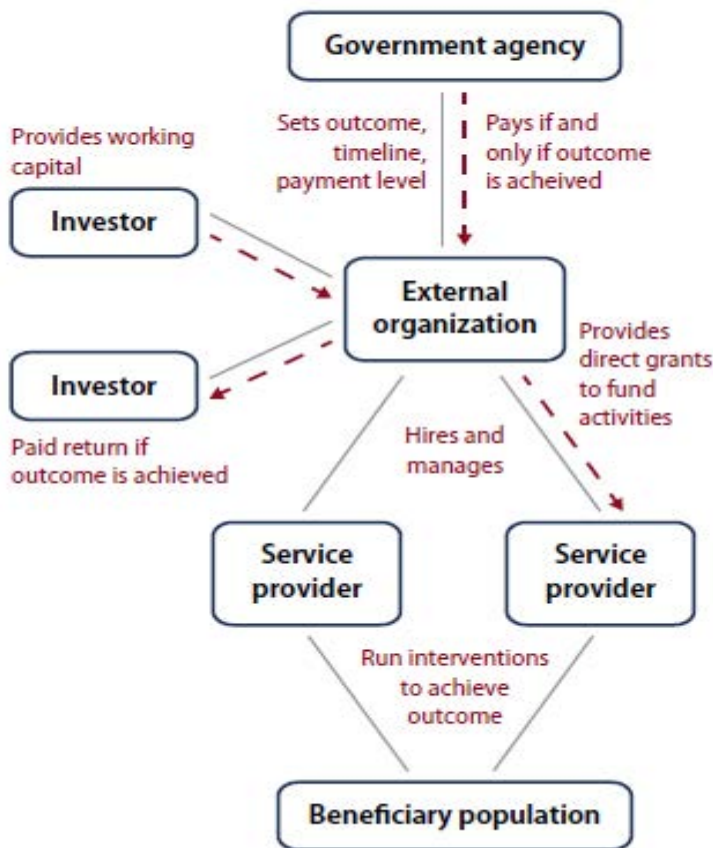 Government agency
Sets outcome,
timeline,
payment level
Pays if and
only if outcome
is acheived
Provides working
capital
Investor
External
organization
Investor
Paid return if
outcome is achieved
Provides
direct grants
to fund
activities
Hires and
manages
Service
provider
Service
provider
Run interventions
to achieve
outcome
Beneficiary population